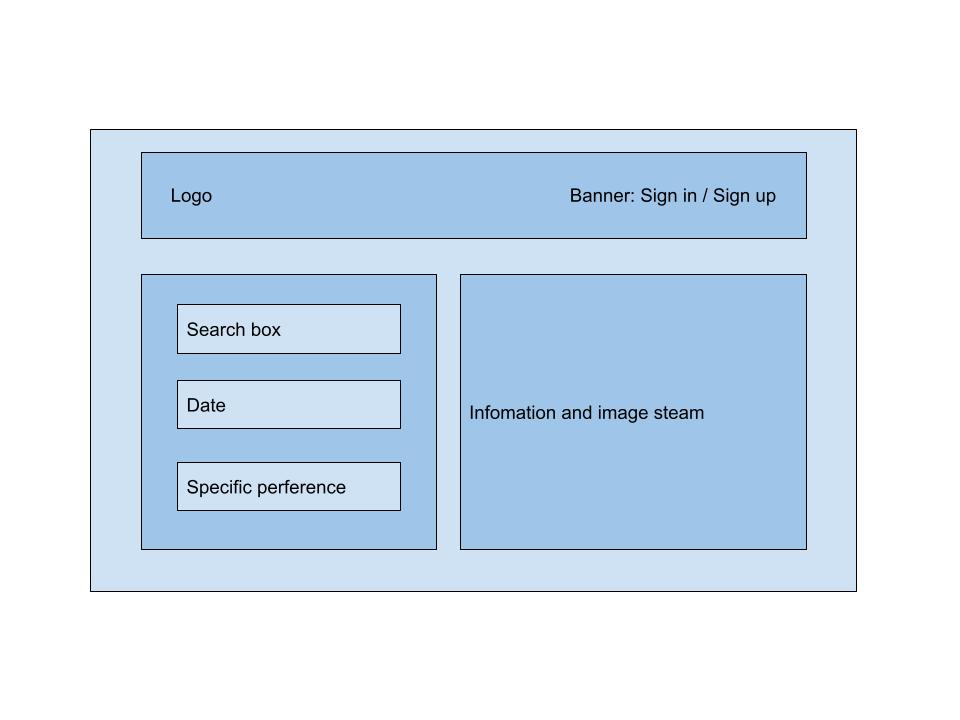 Logo
Banner: Sign in / Sign up
Search box
Date
Specific perference
Infomation and image steam